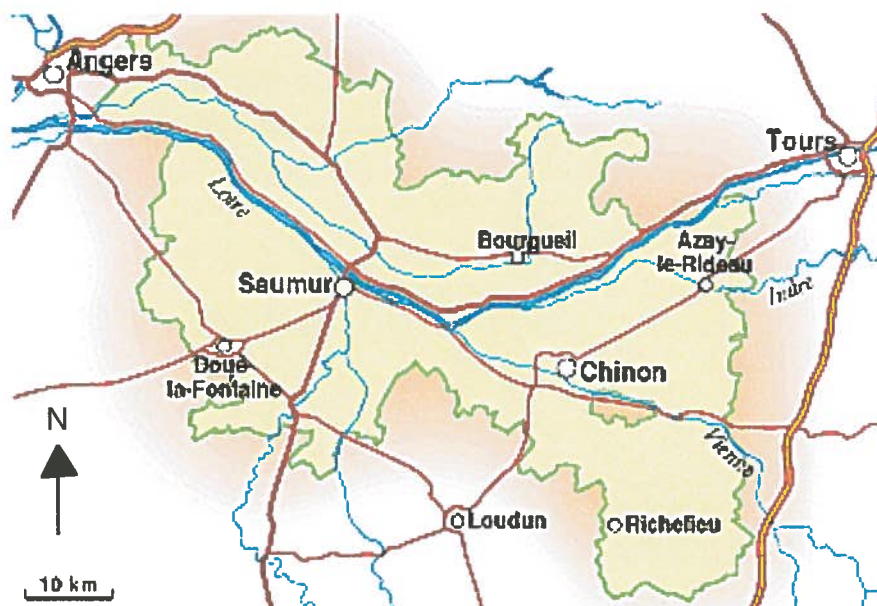 Angers
Tours
Loire
Bourgueil
Azay-
le-Rideau
Indre
Saumur
Doué-
la-Fontaine
Chinon
N
Vienne
Loudun
Richelieu
10 km